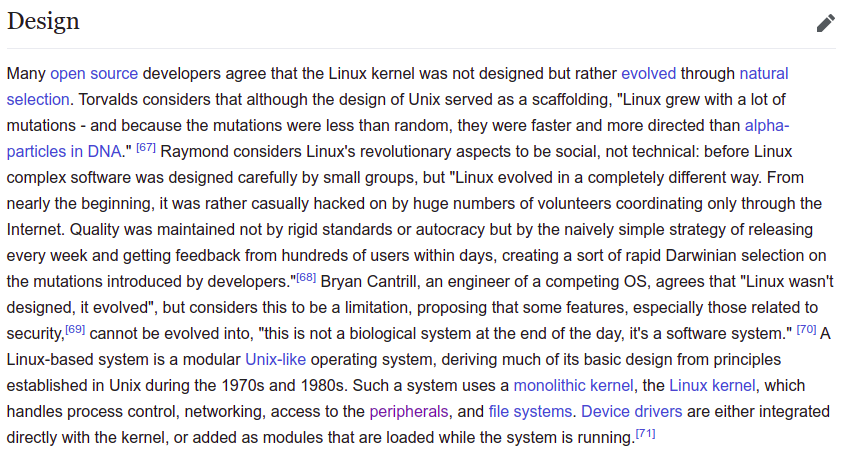 Design
Many open source developers agree that the Linux kernel was not designed but rather evolved through natural
selection. Torvalds considers that although the design of Unix served as a scaffolding, "Linux grew with a lot of
mutations - and because the mutations were less than random, they were faster and more directed than alpha-
particles in DNA." [67] Raymond considers Linux's revolutionary aspects to be social, not technical: before Linux
complex software was designed carefully by small groups, but "Linux evolved in a completely different way. From
nearly the beginning, it was rather casually hacked on by huge numbers of volunteers coordinating only through the
Internet. Quality was maintained not by rigid standards or autocracy but by the naively simple strategy of releasing
every week and getting feedback from hundreds of users within days, creating a sort of rapid Darwinian selection on
the mutations introduced by developers."[68] Bryan Cantrill, an engineer of a competing OS, agrees that "Linux wasn't
designed, it evolved", but considers this to be a limitation, proposing that some features, especially those related to
security,[69] cannot be evolved into, "this is not a biological system at the end of the day, it's a software system." [70] A
Linux-based system is a modular Unix-like operating system, deriving much of its basic design from principles
established in Unix during the 1970s and 1980s. Such a system uses a monolithic kernel, the Linux kernel, which
handles process control, networking, access to the peripherals, and file systems. Device drivers are either integrated
directly with the kernel, or added as modules that are loaded while the system is running.[71]